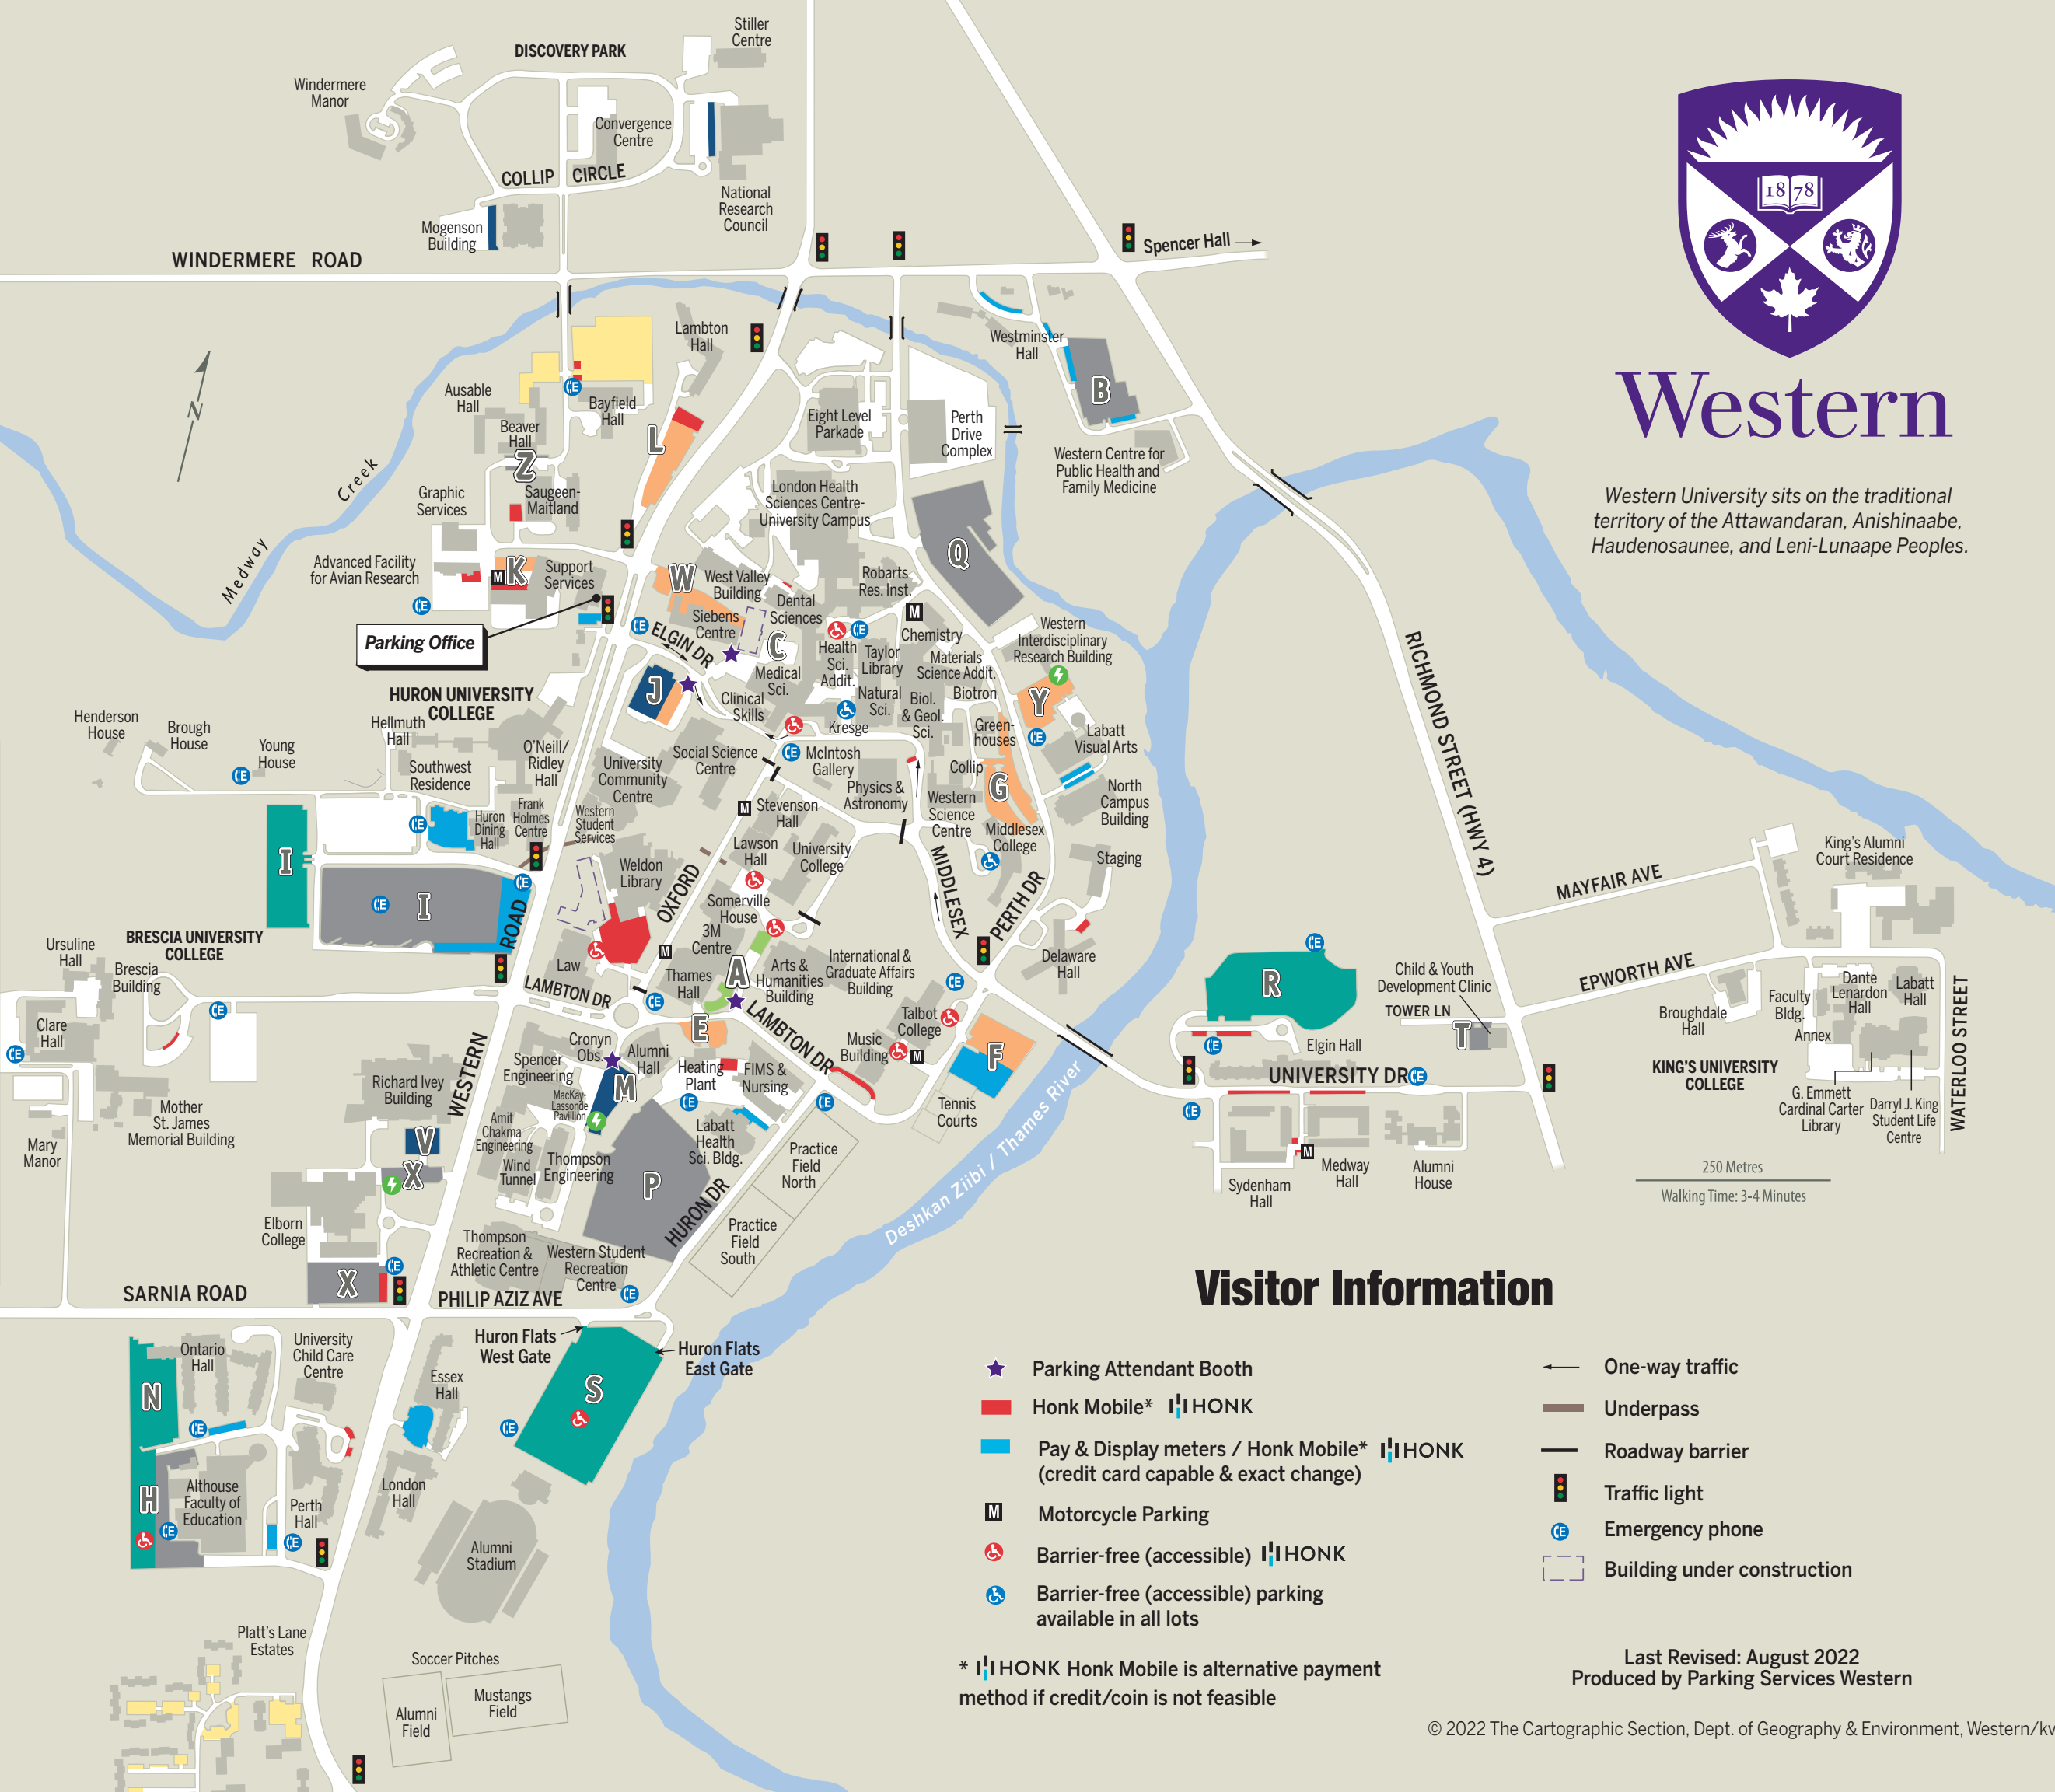 Stiller
Centre
DISCOVERY PARK
Windermere
Manor
Convergence
Centre
COLLIP CIRCLE
National
Research
Council
Mogenson
Building
WINDERMERE ROAD
Spencer Hall
1878
Western
Western University sits on the traditional
territory of the Attawandaran, Anishinaabe,
Haudenosaunee, and Leni-Lunaape Peoples.
N
Medway
Creek
Lambton
Hall
Westminster
Hall
B
Ausable
Hall
Bayfield
Hall
Beaver
Hall
Z
L
Eight Level
Parkade
Perth
Drive
Complex
Western Centre for
Public Health and
Family Medicine
Graphic
Services
Saugeen-
Maitland
London Health
Sciences Centre-
University Campus
Q
Advanced Facility
for Avian Research
M
K
Support
Services
W
West Valley
Building
Robarts
Res. Inst.
Dental
Sciences
Siebens
Centre
C
M
Chemistry
Parking Office
ELGIN DR
Western
Interdisciplinary
Research Building
Health
Sci.
Addit.
Taylor
Library
Materials
Science Addit.
Medical
Sci.
J
Clinical
Skills
Natural
Sci.
Biotron
Biol.
& Geol.
Sci.
Y
Kresge
Green-
houses
Labatt
Visual Arts
HURON UNIVERSITY
COLLEGE
Henderson
House
Brough
House
Young
House
Hellmuth
Hall
O'Neill/
Ridley
Hall
Southwest
Residence
University
Community
Centre
Social Science
Centre
McIntosh
Gallery
Physics &
Astronomy
Collip
G
North
Campus
Building
Western
Science
Centre
Middlesex
College
M
Stevenson
Hall
Huron
Dining
Hall
Frank
Holmes
Centre
Western
Student
Services
I
I
Weldon
Library
Lawson
Hall
University
College
Staging
OXFORD
Somerville
House
MIDDLESEX
PERTH DR
ROAD
3M
Centre
BRESCIA UNIVERSITY
COLLEGE
Ursuline
Hall
Brescia
Building
Law
M
Thames
Hall
A
Arts &
Humanities
Building
International &
Graduate Affairs
Building
Delaware
Hall
LAMBTON DR
LAMBTON DR
Clare
Hall
Mother
St. James
Memorial Building
Mary
Manor
E
Talbot
College
Music
Building
M
F
Tennis
Courts
Cronyn
Obs.
Alumni
Hall
Spencer
Engineering
Heating
Plant
FIMS &
Nursing
MacKay-
Lassonde
Pavillion
M
Richard Ivey
Building
WESTERN
Amit
Chakma
Engineering
Wind
Tunnel
Thompson
Engineering
Labatt
Health
Sci. Bldg.
V
X
P
Practice
Field
North
Practice
Field
South
HURON DR
Elborn
College
X
Thompson
Recreation &
Athletic Centre
Western Student
Recreation
Centre
SARNIA ROAD
PHILIP AZIZ AVE
Deshkan Ziibi / Thames River
Huron Flats
West Gate
Huron Flats
East Gate
S
Ontario
Hall
University
Child Care
Centre
Essex
Hall
N
H
Althouse
Faculty of
Education
Perth
Hall
London
Hall
Alumni
Stadium
Platt's Lane
Estates
Soccer Pitches
Alumni
Field
Mustangs
Field
RICHMOND STREET (HWY 4)
MAYFAIR AVE
EPWORTH AVE
King's Alumni
Court Residence
R
Child & Youth
Development Clinic
TOWER LN
T
Elgin Hall
UNIVERSITY DR
Broughdale
Hall
Faculty
Bldg.
Dante
Lenardon
Hall
Labatt
Hall
Annex
KING'S UNIVERSITY
COLLEGE
G. Emmett
Cardinal Carter
Library
Darryl J. King
Student Life
Centre
WATERLOO STREET
M
Sydenham
Hall
Medway
Hall
Alumni
House
250 Metres
Walking Time: 3-4 Minutes
Visitor Information
Parking Attendant Booth
Honk Mobile* HONK
Pay & Display meters / Honk Mobile* HONK
(credit card capable & exact change)
M Motorcycle Parking
Barrier-free (accessible) HONK
Barrier-free (accessible) parking
available in all lots
* HONK Honk Mobile is alternative payment
method if credit/coin is not feasible
One-way traffic
Underpass
Roadway barrier
Traffic light
Emergency phone
Building under construction
Last Revised: August 2022
Produced by Parking Services Western
© 2022 The Cartographic Section, Dept. of Geography & Environment, Western/kv